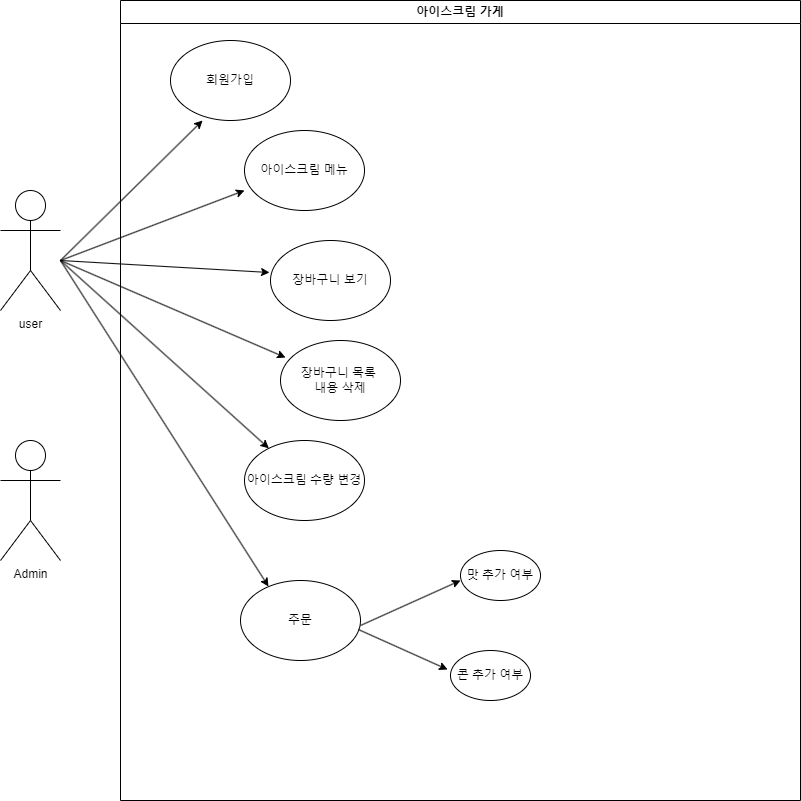 아이스크림 가게
회원가입
아이스크림 메뉴
장바구니 보기
user
장바구니 목록
내용 삭제
아이스크림 수량 변경
Admin
맛 추가 여부
주문
콘 추가 여부